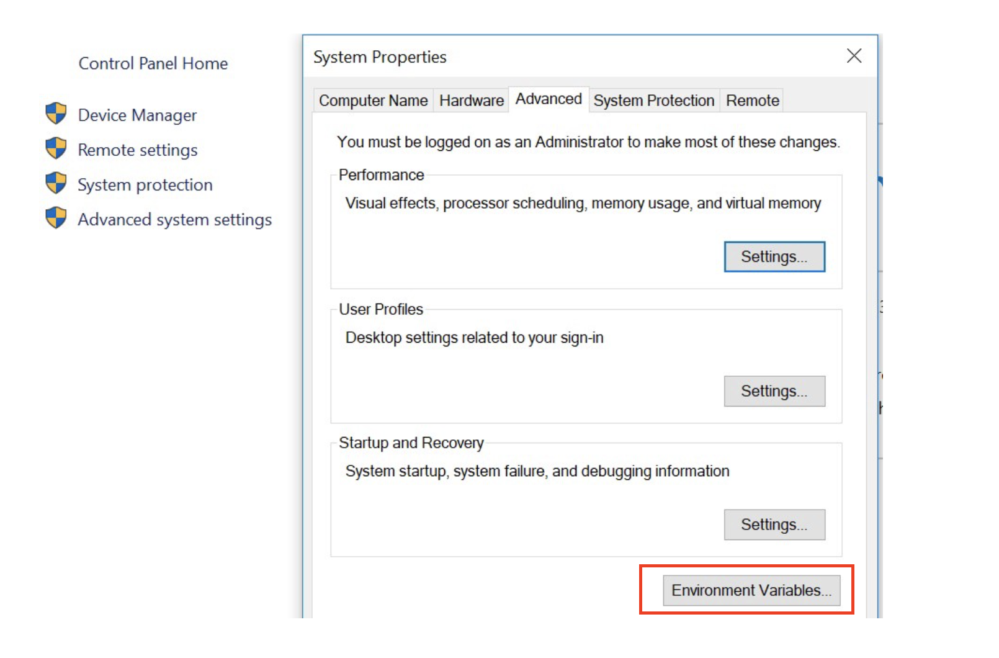 Control Panel Home
Device Manager
Remote settings
System protection
Advanced system settings
System Properties
Computer Name Hardware Advanced System Protection Remote
You must be logged on as an Administrator to make most of these changes.
Performance
Visual effects, processor scheduling, memory usage, and virtual memory
Settings...
User Profiles
Desktop settings related to your sign-in
Settings...
Startup and Recovery
System startup, system failure, and debugging information
Settings...
Environment Variables...